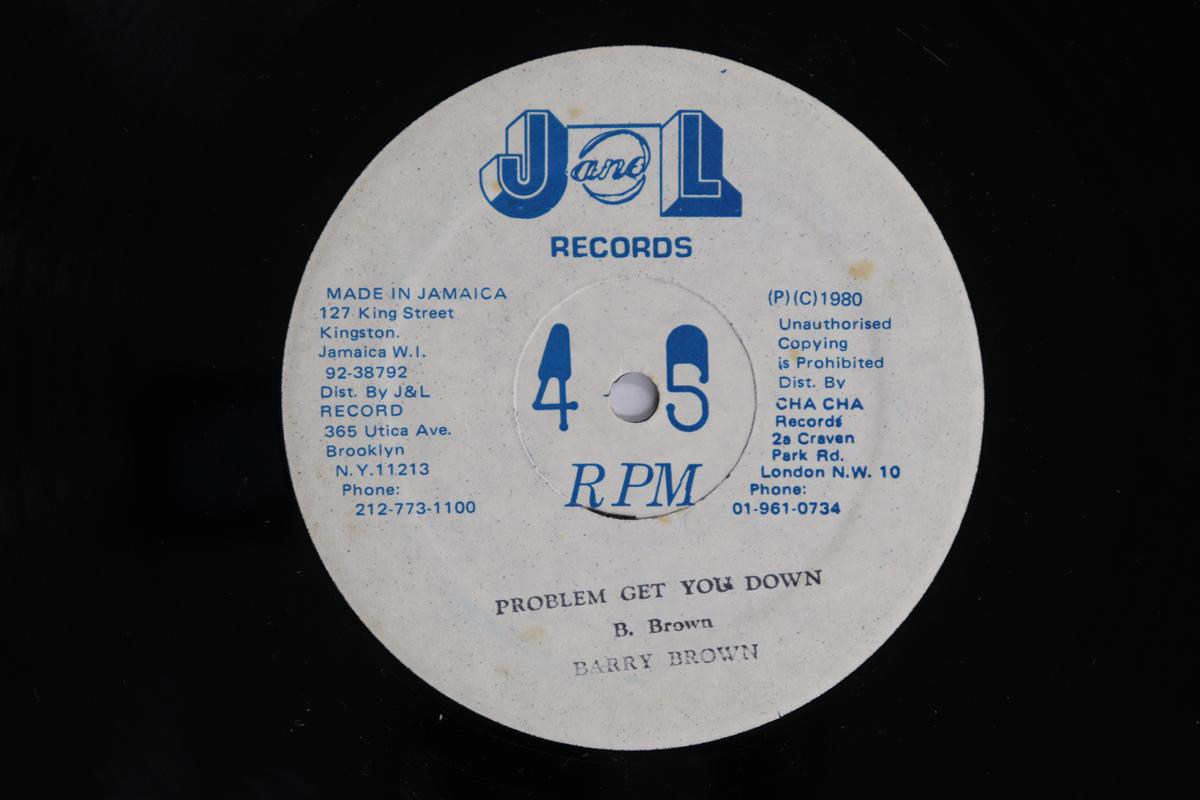 J and L
RECORDS
MADE IN JAMAICA
127 King Street
Kingston.
Jamaica W.I.
92-38792
Dist. By J&L
RECORD
365 Utica Ave.
Brooklyn
N.Y.11213
Phone:
212-773-1100
45
RPM
(P)(C)1980
Unauthorised
Copying
is Prohibited
Dist. By
CHA CHA
Records
2a Craven
Park Rd.
London N.W. 10
Phone:
01-961-0734
PROBLEM GET YOU DOWN
B. Brown
BARRY BROWN